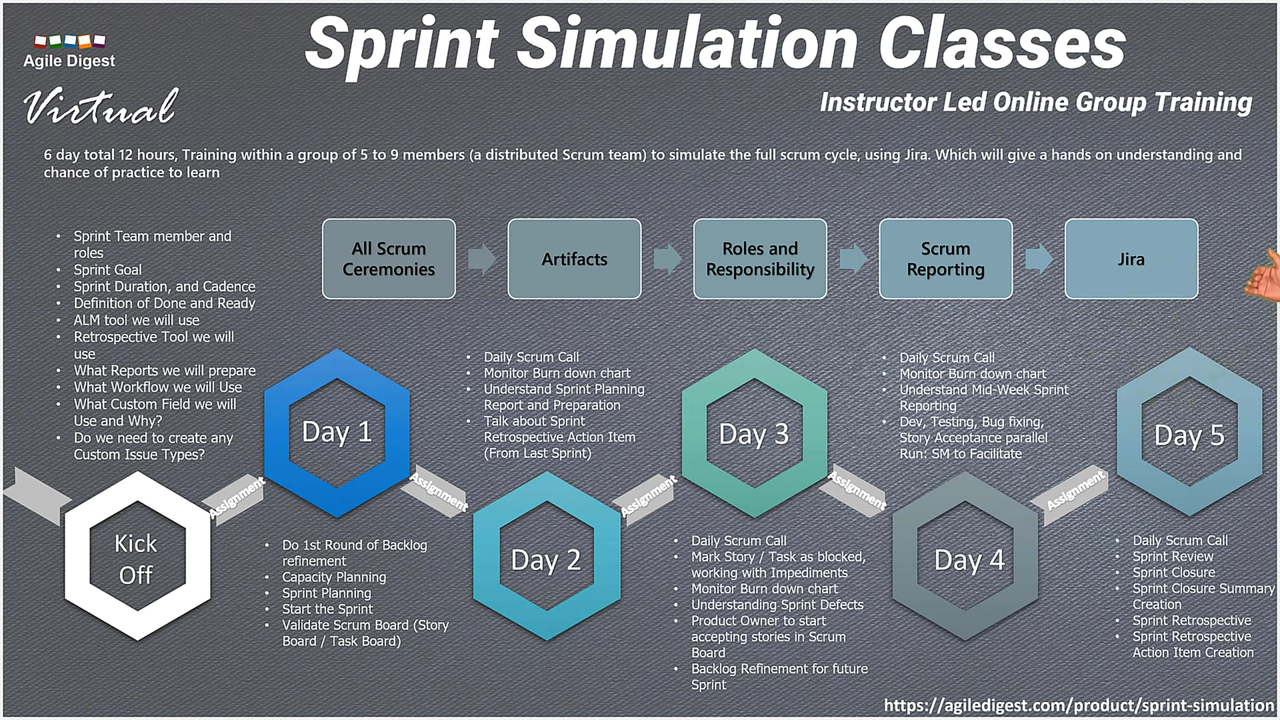 Sprint Simulation Classes
Agile Digest
Virtual
Instructor Led Online Group Training
6 day total 12 hours, Training within a group of 5 to 9 members (a distributed Scrum team) to simulate the full scrum cycle, using Jira. Which will give a hands on understanding and
chance of practice to learn
All Scrum
Ceremonies
Artifacts
Roles and
Responsibility
Scrum
Reporting
Jira
• Sprint Team member and
roles
• Sprint Goal
• Sprint Duration, and Cadence
• Definition of Done and Ready
• ALM tool we will use
• Retrospective Tool we will
use
• What Reports we will prepare
• What Workflow we will Use
• What Custom Field we will
Use and Why?
• Do we need to create any
Custom Issue Types?
Kick
Off
Assignment
Day 1
• Do 1st Round of Backlog
refinement
• Capacity Planning
• Sprint Planning
• Start the Sprint
• Validate Scrum Board (Story
Board / Task Board)
Assignment
• Daily Scrum Call
• Monitor Burn down chart
• Understand Sprint Planning
Report and Preparation
• Talk about Sprint
Retrospective Action Item
(From Last Sprint)
Day 2
Assignment
Day 3
• Daily Scrum Call
• Mark Story / Task as blocked,
working with Impediments
• Monitor Burn down chart
• Understanding Sprint Defects
• Product Owner to start
accepting stories in Scrum
Board
• Backlog Refinement for future
Sprint
Assignment
• Daily Scrum Call
• Monitor Burn down chart
• Understand Mid-Week Sprint
Reporting
• Dev, Testing, Bug fixing,
Story Acceptance parallel
Run: SM to Facilitate
Day 4
Assignment
Day 5
• Daily Scrum Call
• Sprint Review
• Sprint Closure
• Sprint Closure Summary
Creation
• Sprint Retrospective
• Sprint Retrospective
Action Item Creation
https://agiledigest.com/product/sprint-simulation